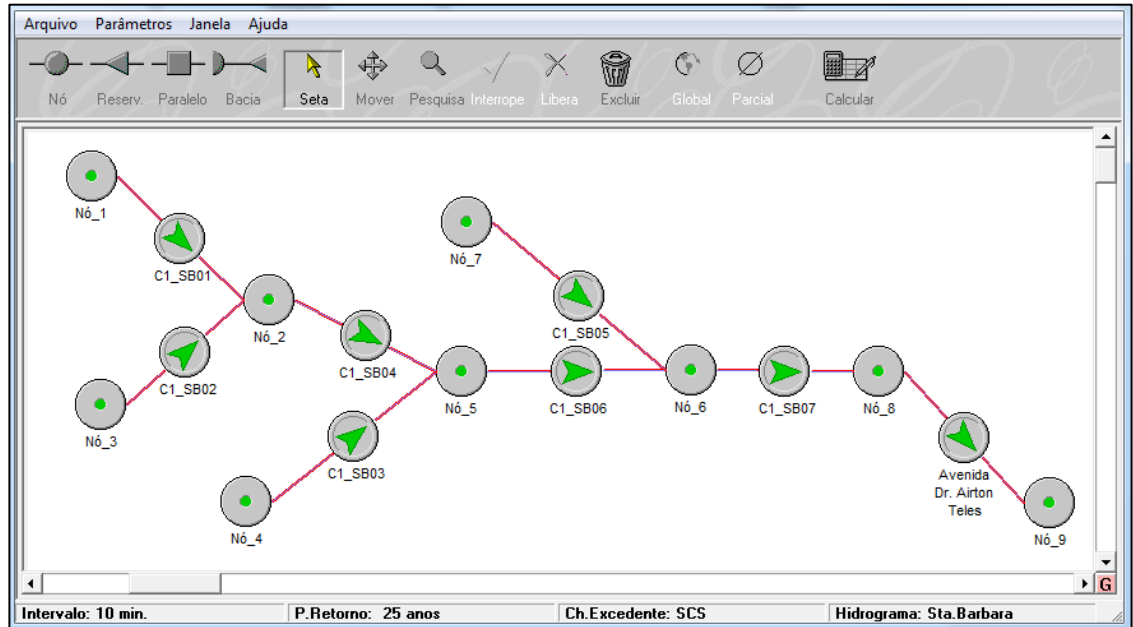 Arquivo Parâmetros Janela Ajuda
Nó Reserv. Paralelo Bacia Seta Mover Pesquisa Interrope Libera Excluir Global Parcial Calcular
Nó_1
Nó_7
C1_SB01
Nó_2
C1_SB05
C1_SB04
C1_SB02
Nó_5
C1_SB06
Nó_6
C1_SB07
Nó_8
Nó_3
C1_SB03
Avenida
Dr. Airton
Teles
Nó_4
Nó_9
G
Intervalo: 10 min. P.Retorno: 25 anos Ch.Excedente: SCS Hidrograma: Sta.Barbara